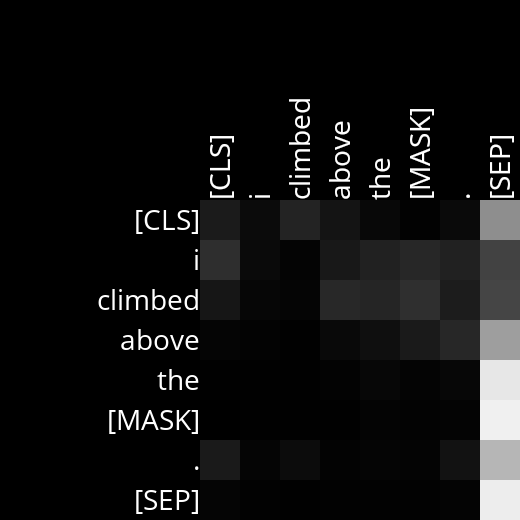 [CLS] i climbed above the [MASK] . [SEP]
[CLS]
i
climbed
above
the
[MASK]
.
[SEP]